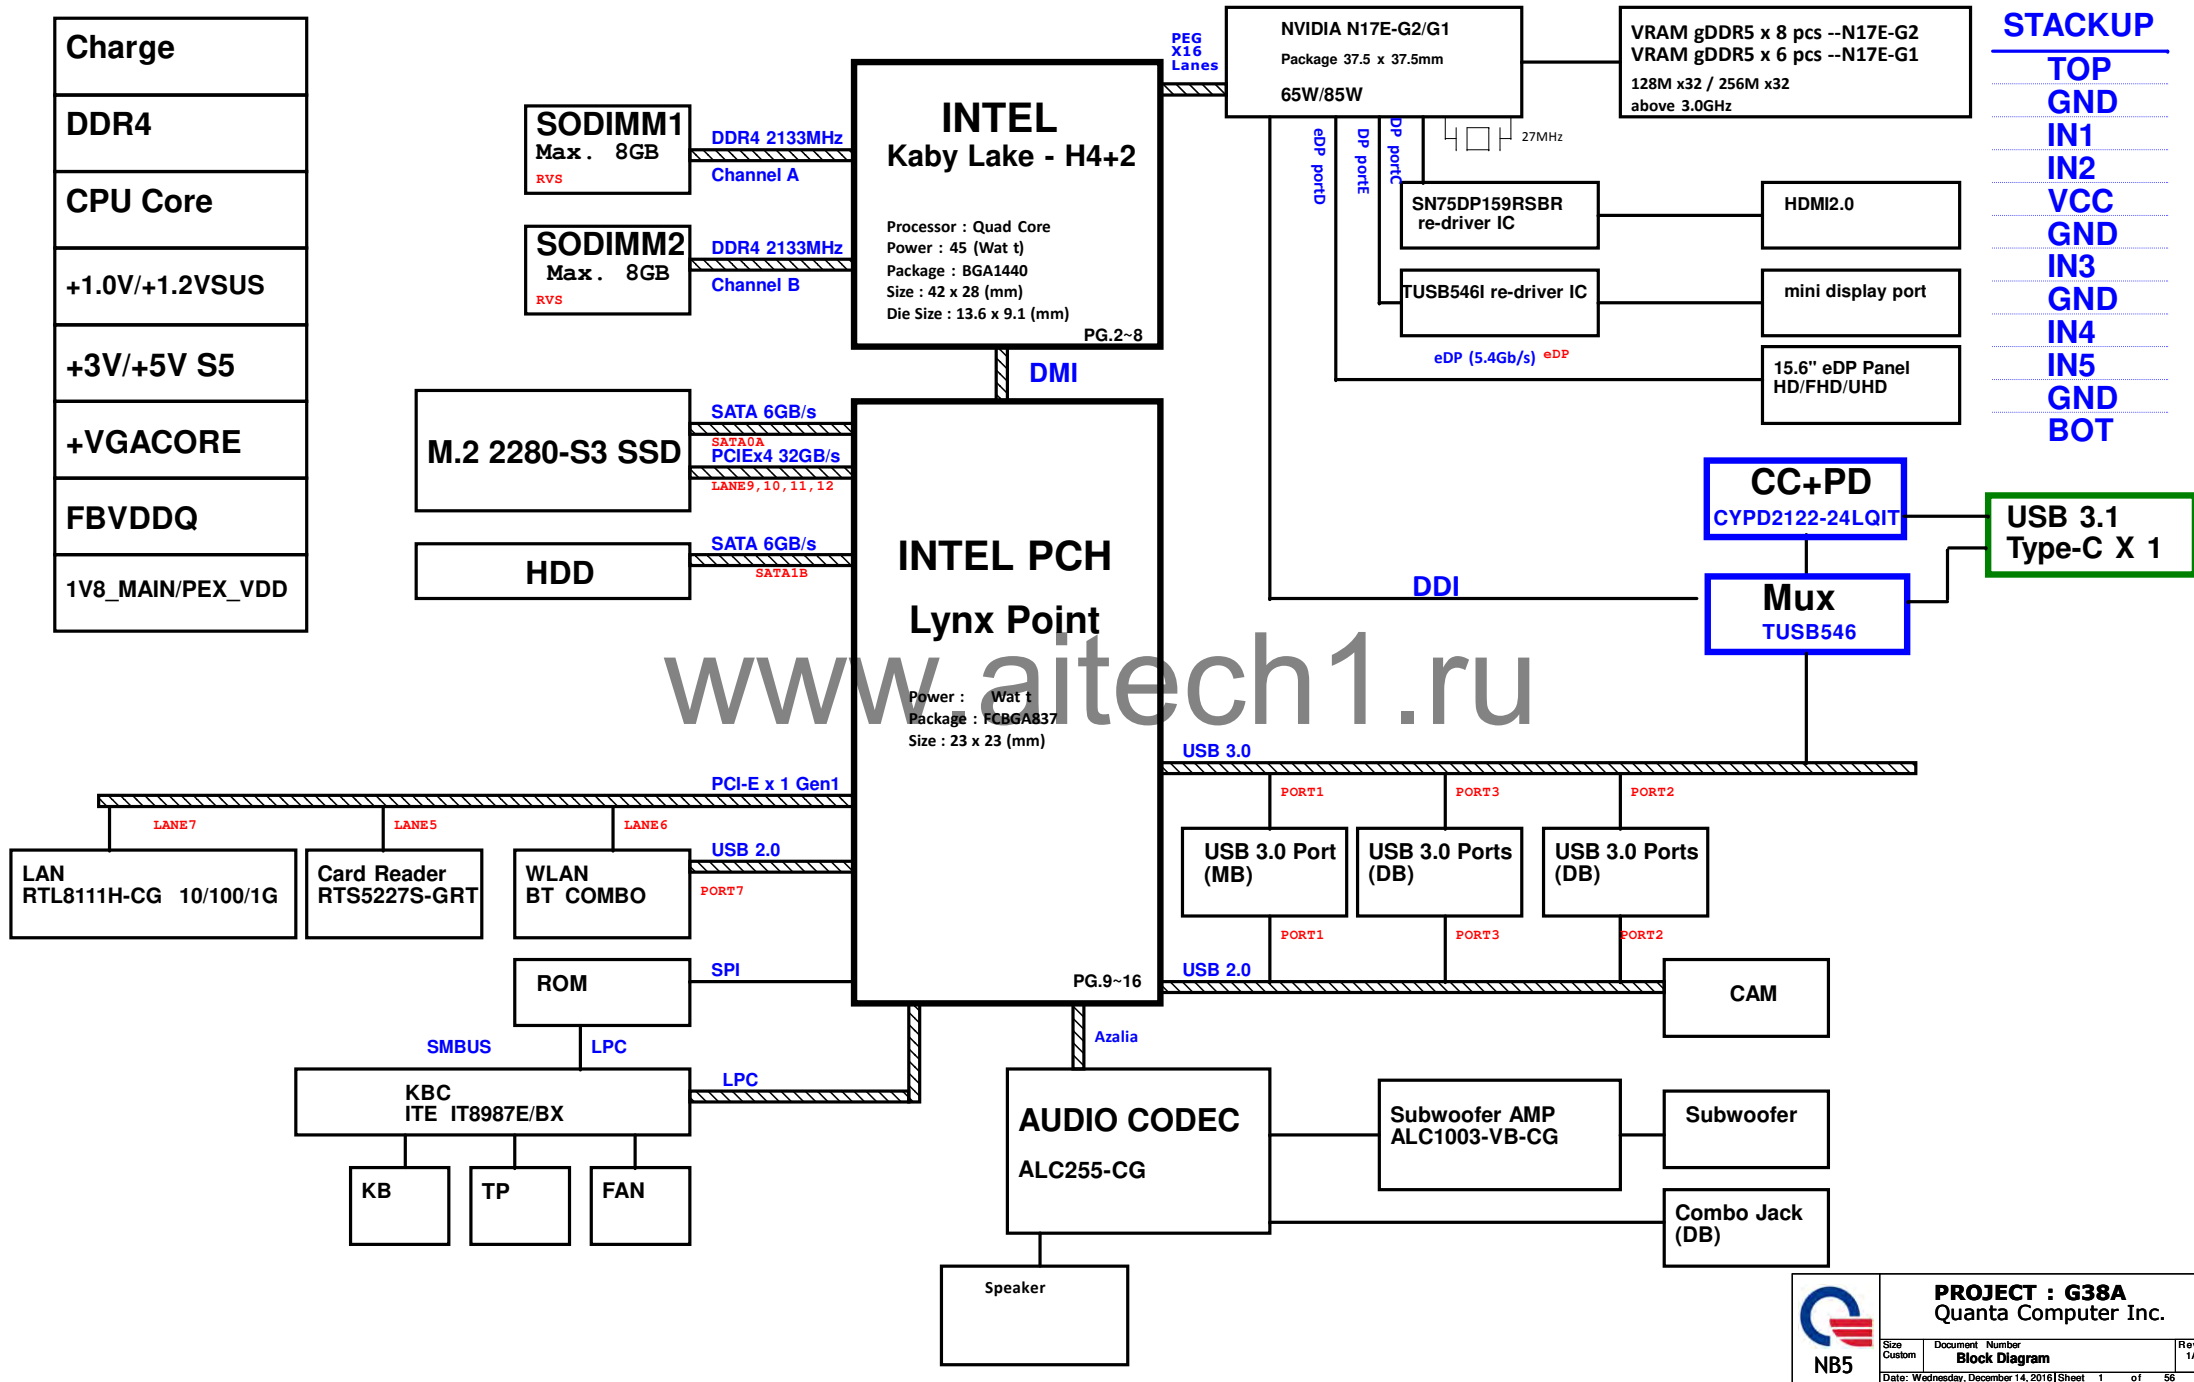 Charge
DDR4
CPU Core
+1.0V/+1.2VSUS
+3V/+5V S5
+VGACORE
FBVDDQ
1V8_MAIN/PEX_VDD
SODIMM1
Max. 8GB
RVS
DDR4 2133MHz
Channel A
SODIMM2
Max. 8GB
RVS
DDR4 2133MHz
Channel B
INTEL
Kaby Lake - H4+2
Processor : Quad Core
Power : 45 (Wat t)
Package : BGA1440
Size : 42 x 28 (mm)
Die Size : 13.6 x 9.1 (mm)
PG.2~8
PEG
X16
Lanes
NVIDIA N17E-G2/G1
Package 37.5 x 37.5mm
65W/85W
VRAM gDDR5 x 8 pcs --N17E-G2
VRAM gDDR5 x 6 pcs --N17E-G1
128M x32 / 256M x32
above 3.0GHz
27MHz
eDP portD
DP portE
DP portC
SN75DP159RSBR
re-driver IC
HDMI2.0
TUSB546I re-driver IC
mini display port
eDP (5.4Gb/s)
eDP
15.6" eDP Panel
HD/FHD/UHD
STACKUP
TOP
GND
IN1
IN2
VCC
GND
IN3
GND
IN4
IN5
GND
BOT
DMI
M.2 2280-S3 SSD
SATA 6GB/s
SATA0A
PCIEx4 32GB/s
LANE9,10,11,12
HDD
SATA 6GB/s
SATA1B
INTEL PCH
Lynx Point
Power : Wat t
Package : FCBGA837
Size : 23 x 23 (mm)
PG.9~16
CC+PD
CYPD2122-24LQIT
USB 3.1
Type-C X 1
DDI
Mux
TUSB546
www.aitech1.ru
USB 3.0
PORT1
PORT3
PORT2
USB 3.0 Port
(MB)
USB 3.0 Ports
(DB)
USB 3.0 Ports
(DB)
PORT1
PORT3
PORT2
USB 2.0
CAM
PCI-E x 1 Gen1
LANE7
LANE5
LANE6
LAN
RTL8111H-CG 10/100/1G
Card Reader
RTS5227S-GRT
WLAN
BT COMBO
USB 2.0
PORT7
ROM
SPI
SMBUS
LPC
KBC
ITE IT8987E/BX
LPC
KB
TP
FAN
Azalia
AUDIO CODEC
ALC255-CG
Subwoofer AMP
ALC1003-VB-CG
Subwoofer
Combo Jack
(DB)
Speaker
NB5
PROJECT : G38A
Quanta Computer Inc.
Size
Custom
Document Number
Block Diagram
Date: Wednesday, December 14, 2016
Sheet 1 of 56